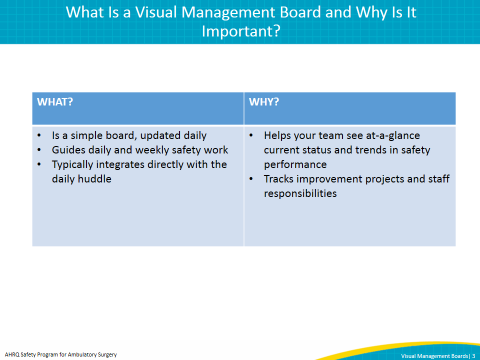 What Is a Visual Management Board and Why Is It
Important?
WHAT?
• Is a simple board, updated daily
• Guides daily and weekly safety work
• Typically integrates directly with the
daily huddle
WHY?
• Helps your team see at-a-glance
current status and trends in safety
performance
• Tracks improvement projects and staff
responsibilities
AHRQ Safety Program for Ambulatory Surgery
Visual Management Boards| 3